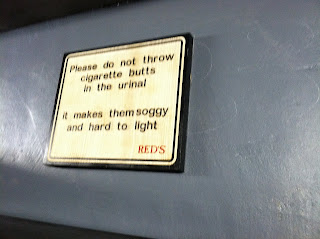 Please do not throw
cigarette butts
in the urinal
it makes them soggy
and hard to light
RED'S